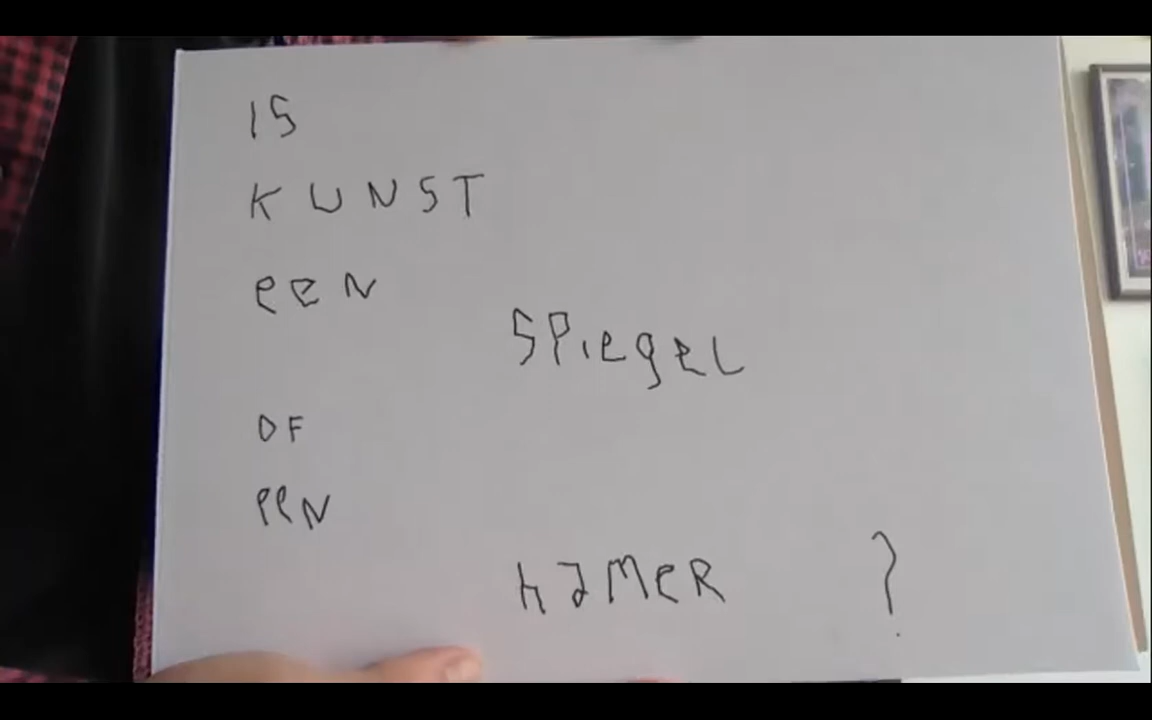 IS
KUNST
eeN
SPiegeL
OF
eeN
HaMeR ?